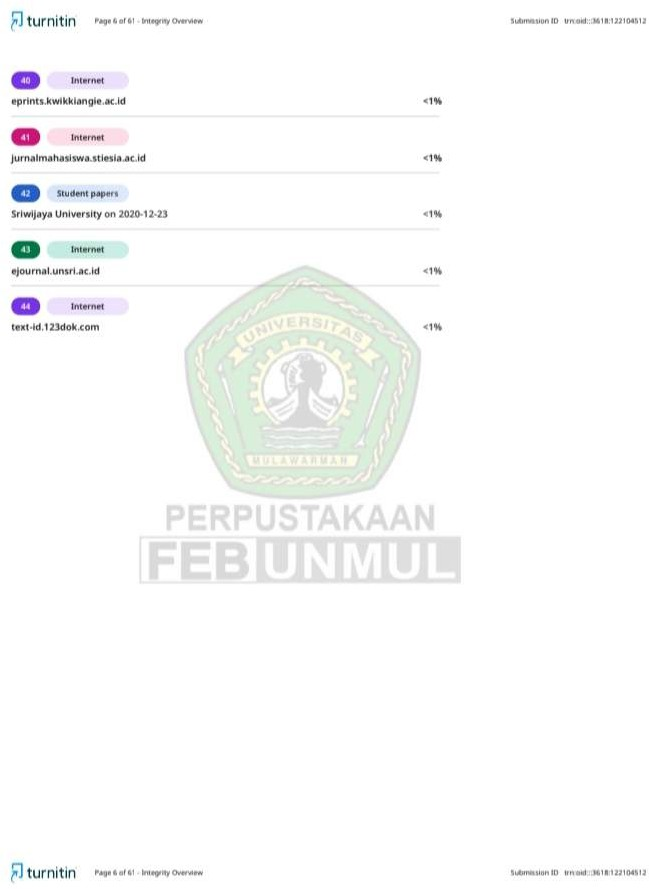 turnitin Page 6 of 61 - Integrity Overview Submission ID trn:oid:::3618:122104512
40 Internet
eprints.kwikkiangie.ac.id <1%
41 Internet
jurnalmahasiswa.stiesia.ac.id <1%
42 Student papers
Sriwijaya University on 2020-12-23 <1%
43 Internet
ejournal.unsri.ac.id <1%
44 Internet
text-id.123dok.com <1%
UNIVERSITAS
MULAWARMAN
PERPUSTAKAAN
FEB UNMUL
turnitin Page 6 of 61 - Integrity Overview Submission ID trn:oid:::3618:122104512